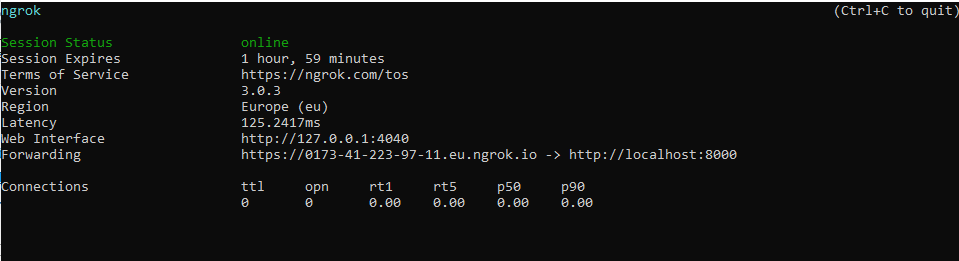 ngrok (Ctrl+C to quit)
Session Status online
Session Expires 1 hour, 59 minutes
Terms of Service https://ngrok.com/tos
Version 3.0.3
Region Europe (eu)
Latency 125.2417ms
Web Interface http://127.0.0.1:4040
Forwarding https://0173-41-223-97-11.eu.ngrok.io -> http://localhost:8000
Connections ttl opn rt1 rt5 p50 p90
0 0 0.00 0.00 0.00 0.00